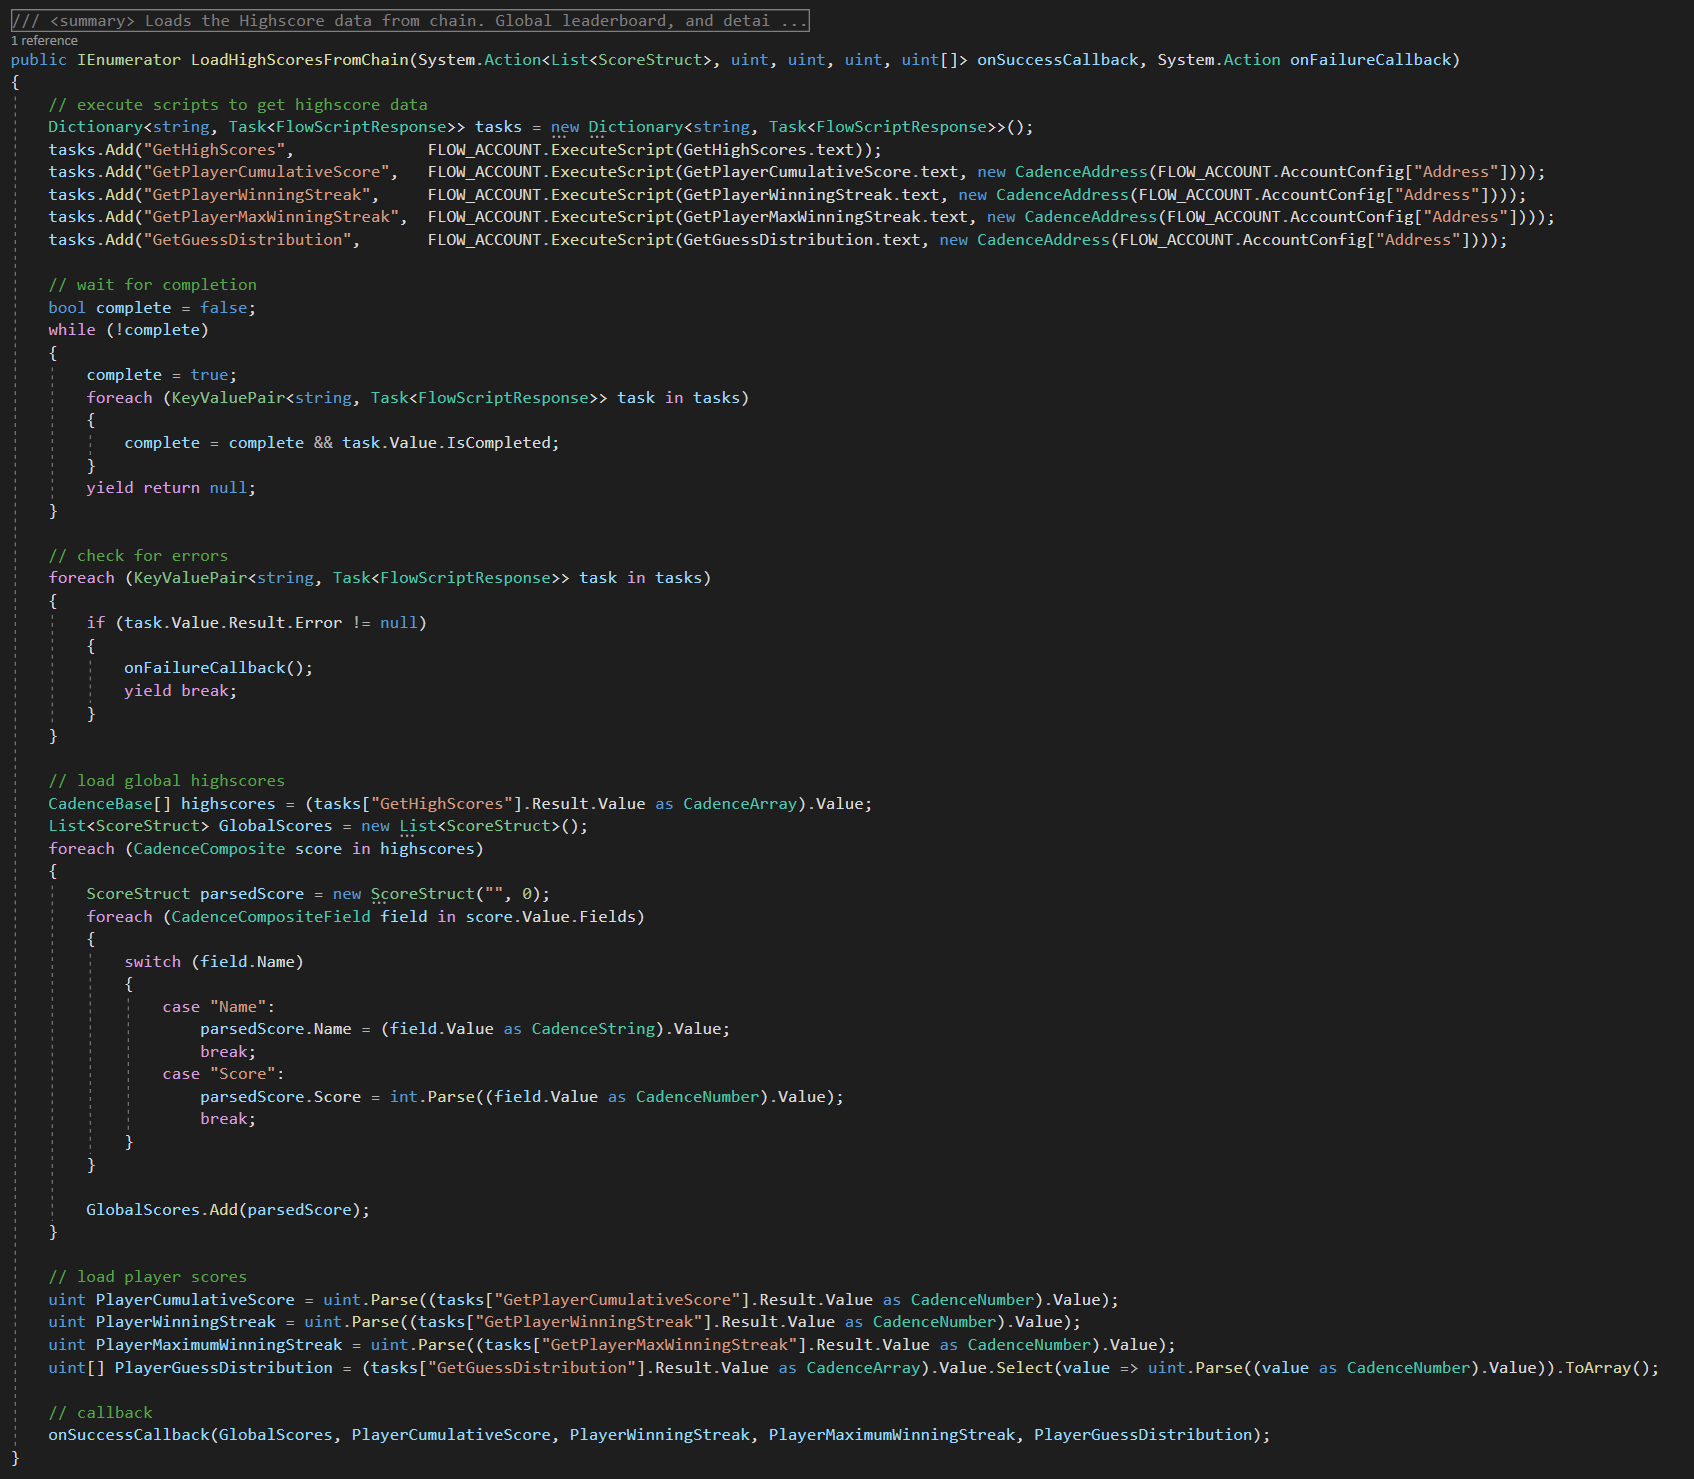 /// <summary> Loads the Highscore data from chain. Global leaderboard, and detai ...
1 reference
public IEnumerator LoadHighScoresFromChain(System.Action<List<ScoreStruct>, uint, uint, uint, uint[]> onSuccessCallback, System.Action onFailureCallback)
{
    // execute scripts to get highscore data
    Dictionary<string, Task<FlowScriptResponse>> tasks = new Dictionary<string, Task<FlowScriptResponse>>();
    tasks.Add("GetHighScores",              FLOW_ACCOUNT.ExecuteScript(GetHighScores.text));
    tasks.Add("GetPlayerCumulativeScore",   FLOW_ACCOUNT.ExecuteScript(GetPlayerCumulativeScore.text, new CadenceAddress(FLOW_ACCOUNT.AccountConfig["Address"])));
    tasks.Add("GetPlayerWinningStreak",     FLOW_ACCOUNT.ExecuteScript(GetPlayerWinningStreak.text, new CadenceAddress(FLOW_ACCOUNT.AccountConfig["Address"])));
    tasks.Add("GetPlayerMaxWinningStreak",  FLOW_ACCOUNT.ExecuteScript(GetPlayerMaxWinningStreak.text, new CadenceAddress(FLOW_ACCOUNT.AccountConfig["Address"])));
    tasks.Add("GetGuessDistribution",       FLOW_ACCOUNT.ExecuteScript(GetGuessDistribution.text, new CadenceAddress(FLOW_ACCOUNT.AccountConfig["Address"])));

    // wait for completion
    bool complete = false;
    while (!complete)
    {
        complete = true;
        foreach (KeyValuePair<string, Task<FlowScriptResponse>> task in tasks)
        {
            complete = complete && task.Value.IsCompleted;
        }
        yield return null;
    }

    // check for errors
    foreach (KeyValuePair<string, Task<FlowScriptResponse>> task in tasks)
    {
        if (task.Value.Result.Error != null)
        {
            onFailureCallback();
            yield break;
        }
    }

    // load global highscores
    CadenceBase[] highscores = (tasks["GetHighScores"].Result.Value as CadenceArray).Value;
    List<ScoreStruct> GlobalScores = new List<ScoreStruct>();
    foreach (CadenceComposite score in highscores)
    {
        ScoreStruct parsedScore = new ScoreStruct("", 0);
        foreach (CadenceCompositeField field in score.Value.Fields)
        {
            switch (field.Name)
            {
                case "Name":
                    parsedScore.Name = (field.Value as CadenceString).Value;
                    break;
                case "Score":
                    parsedScore.Score = int.Parse((field.Value as CadenceNumber).Value);
                    break;
            }
        }

        GlobalScores.Add(parsedScore);
    }

    // load player scores
    uint PlayerCumulativeScore = uint.Parse((tasks["GetPlayerCumulativeScore"].Result.Value as CadenceNumber).Value);
    uint PlayerWinningStreak = uint.Parse((tasks["GetPlayerWinningStreak"].Result.Value as CadenceNumber).Value);
    uint PlayerMaximumWinningStreak = uint.Parse((tasks["GetPlayerMaxWinningStreak"].Result.Value as CadenceNumber).Value);
    uint[] PlayerGuessDistribution = (tasks["GetGuessDistribution"].Result.Value as CadenceArray).Value.Select(value => uint.Parse((value as CadenceNumber).Value)).ToArray();

    // callback
    onSuccessCallback(GlobalScores, PlayerCumulativeScore, PlayerWinningStreak, PlayerMaximumWinningStreak, PlayerGuessDistribution);
}